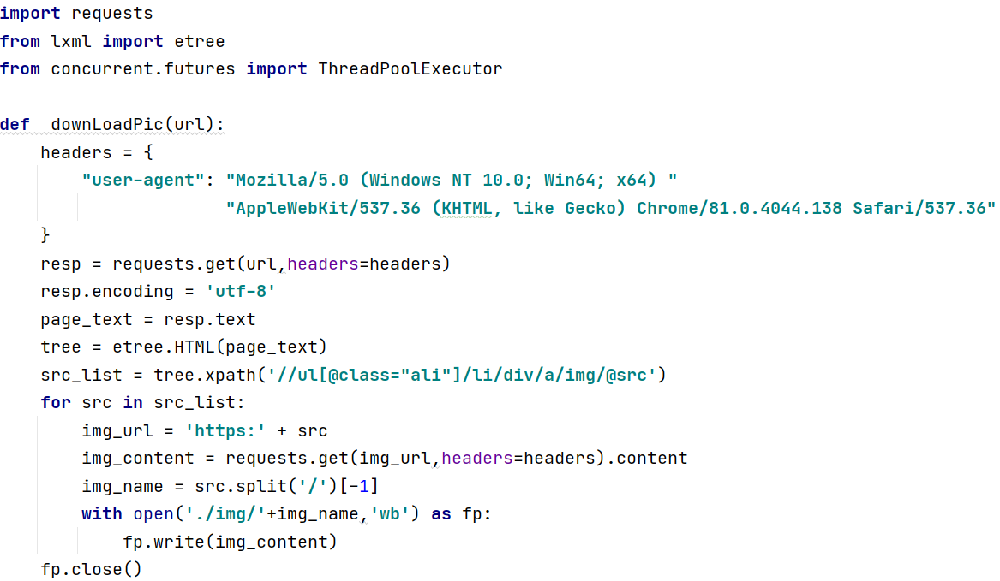 import requests
from lxml import etree
from concurrent.futures import ThreadPoolExecutor

def  downLoadPic(url):
    headers = {
        "user-agent": "Mozilla/5.0 (Windows NT 10.0; Win64; x64) "
                      "AppleWebKit/537.36 (KHTML, like Gecko) Chrome/81.0.4044.138 Safari/537.36"
    }
    resp = requests.get(url,headers=headers)
    resp.encoding = 'utf-8'
    page_text = resp.text
    tree = etree.HTML(page_text)
    src_list = tree.xpath('//ul[@class="ali"]/li/div/a/img/@src')
    for src in src_list:
        img_url = 'https:' + src
        img_content = requests.get(img_url,headers=headers).content
        img_name = src.split('/')[-1]
        with open('./img/'+img_name,'wb') as fp:
            fp.write(img_content)
    fp.close()